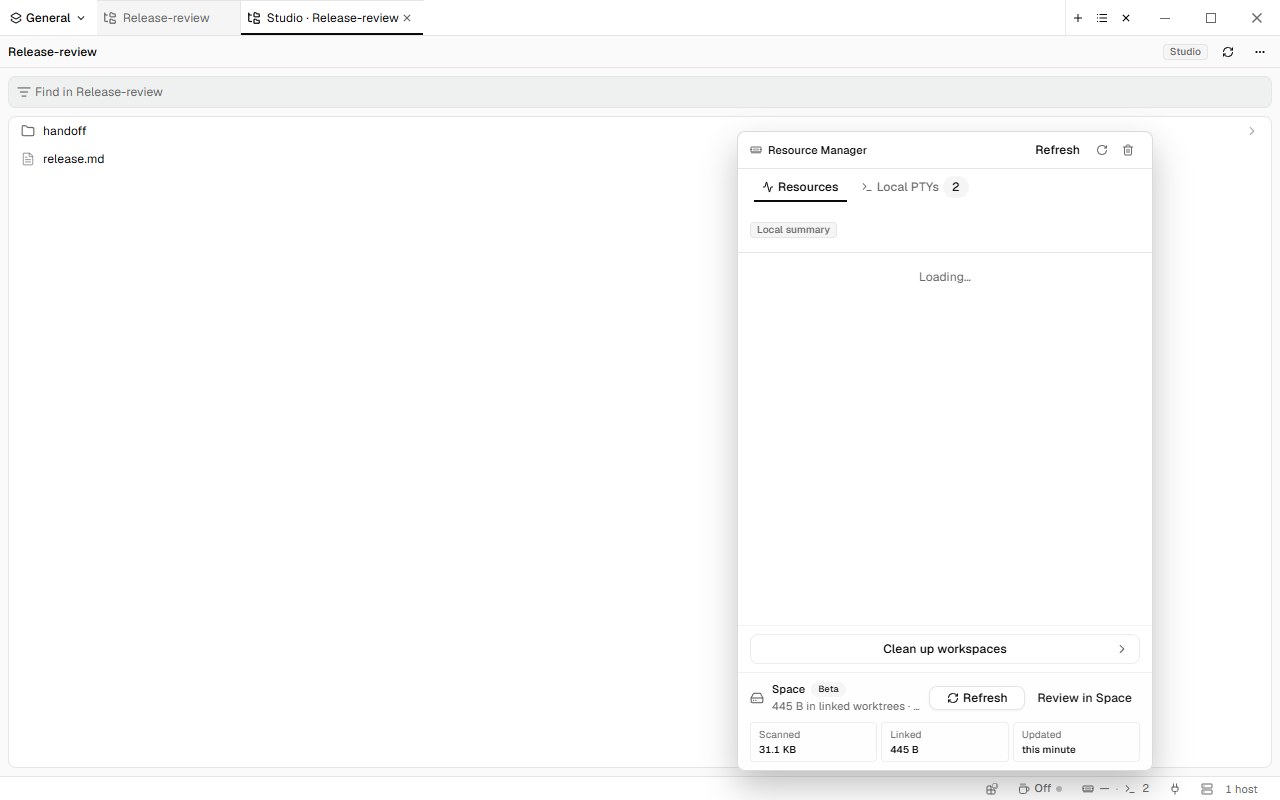 General
Release-review
Studio · Release-review
Release-review
Studio
Find in Release-review
handoff
release.md
Resource Manager
Refresh
Resources
Local PTYs 2
Local summary
Loading…
Clean up workspaces
Space Beta
445 B in linked worktrees · …
Refresh
Review in Space
Scanned
31.1 KB
Linked
445 B
Updated
this minute
Off
— · 2
1 host